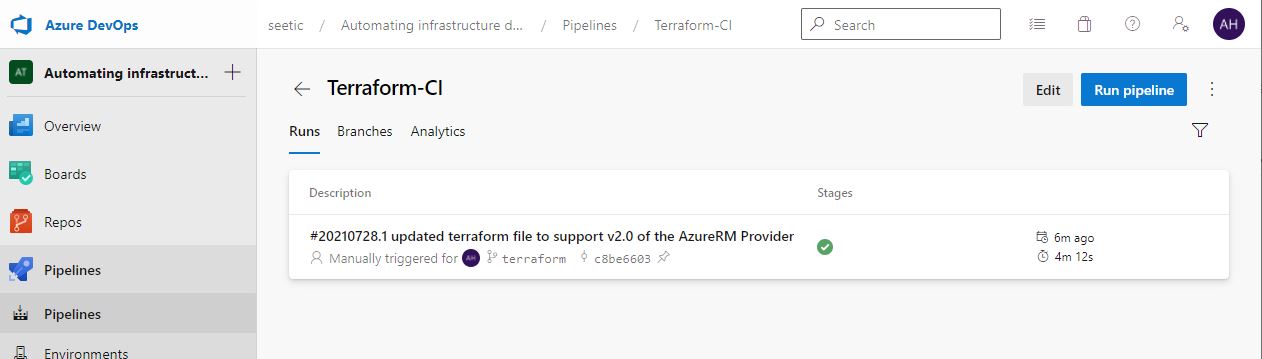 Azure DevOps
seetic / Automating infrastructure d... / Pipelines / Terraform-CI
Search
AH
AT Automating infrastruct...
Overview
Boards
Repos
Pipelines
Pipelines
Environments
Terraform-CI
Edit
Run pipeline
Runs Branches Analytics
Description Stages
#20210728.1 updated terraform file to support v2.0 of the AzureRM Provider
Manually triggered for AH terraform c8be6603
6m ago
4m 12s